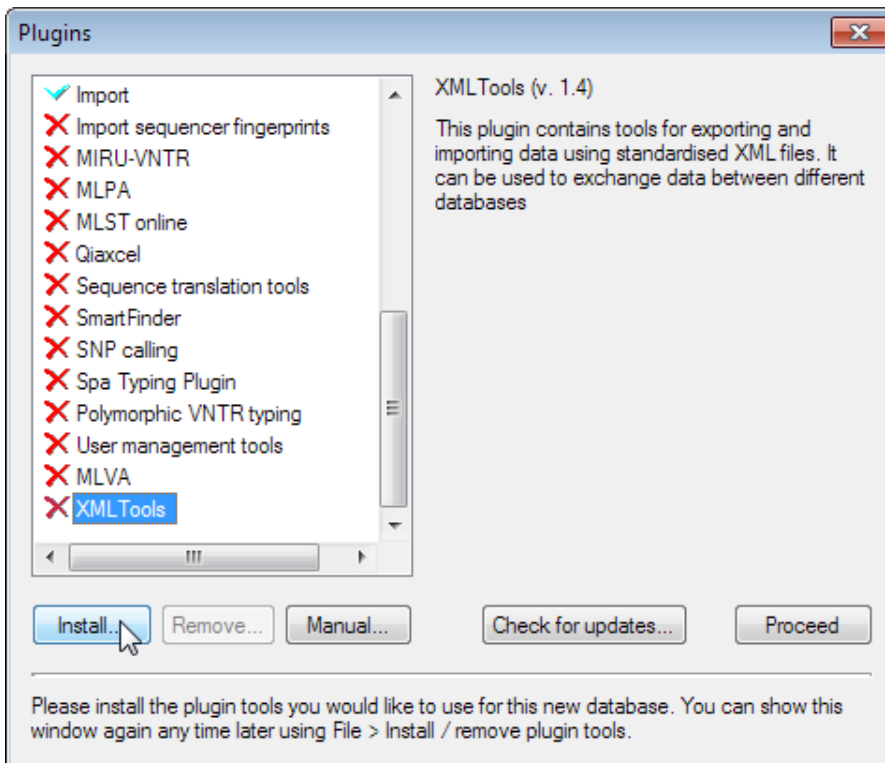 Plugins
Import
Import sequencer fingerprints
MIRU-VNTR
MLPA
MLST online
Qiaxcel
Sequence translation tools
SmartFinder
SNP calling
Spa Typing Plugin
Polymorphic VNTR typing
User management tools
MLVA
XMLTools
XMLTools (v. 1.4)
This plugin contains tools for exporting and
importing data using standardised XML files. It
can be used to exchange data between different
databases
Install...
Remove...
Manual...
Check for updates...
Proceed
Please install the plugin tools you would like to use for this new database. You can show this
window again any time later using File > Install / remove plugin tools.